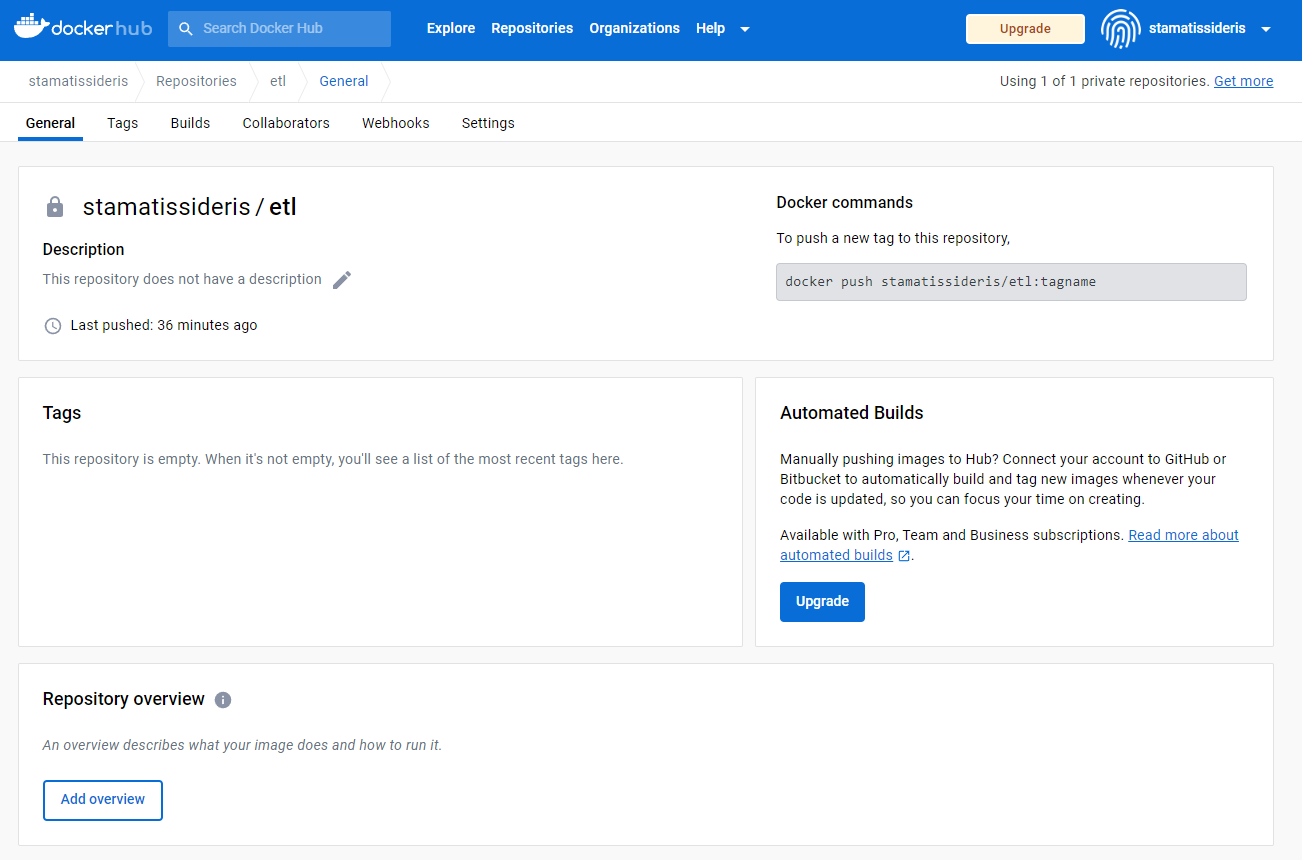 docker hub Search Docker Hub Explore Repositories Organizations Help Upgrade stamatissideris
stamatissideris Repositories etl General Using 1 of 1 private repositories. Get more
General Tags Builds Collaborators Webhooks Settings
stamatissideris / etl
Description
This repository does not have a description
Last pushed: 36 minutes ago
Docker commands
To push a new tag to this repository,
docker push stamatissideris/etl:tagname
Tags
This repository is empty. When it's not empty, you'll see a list of the most recent tags here.
Automated Builds
Manually pushing images to Hub? Connect your account to GitHub or
Bitbucket to automatically build and tag new images whenever your
code is updated, so you can focus your time on creating.
Available with Pro, Team and Business subscriptions. Read more about
automated builds .
Upgrade
Repository overview
An overview describes what your image does and how to run it.
Add overview